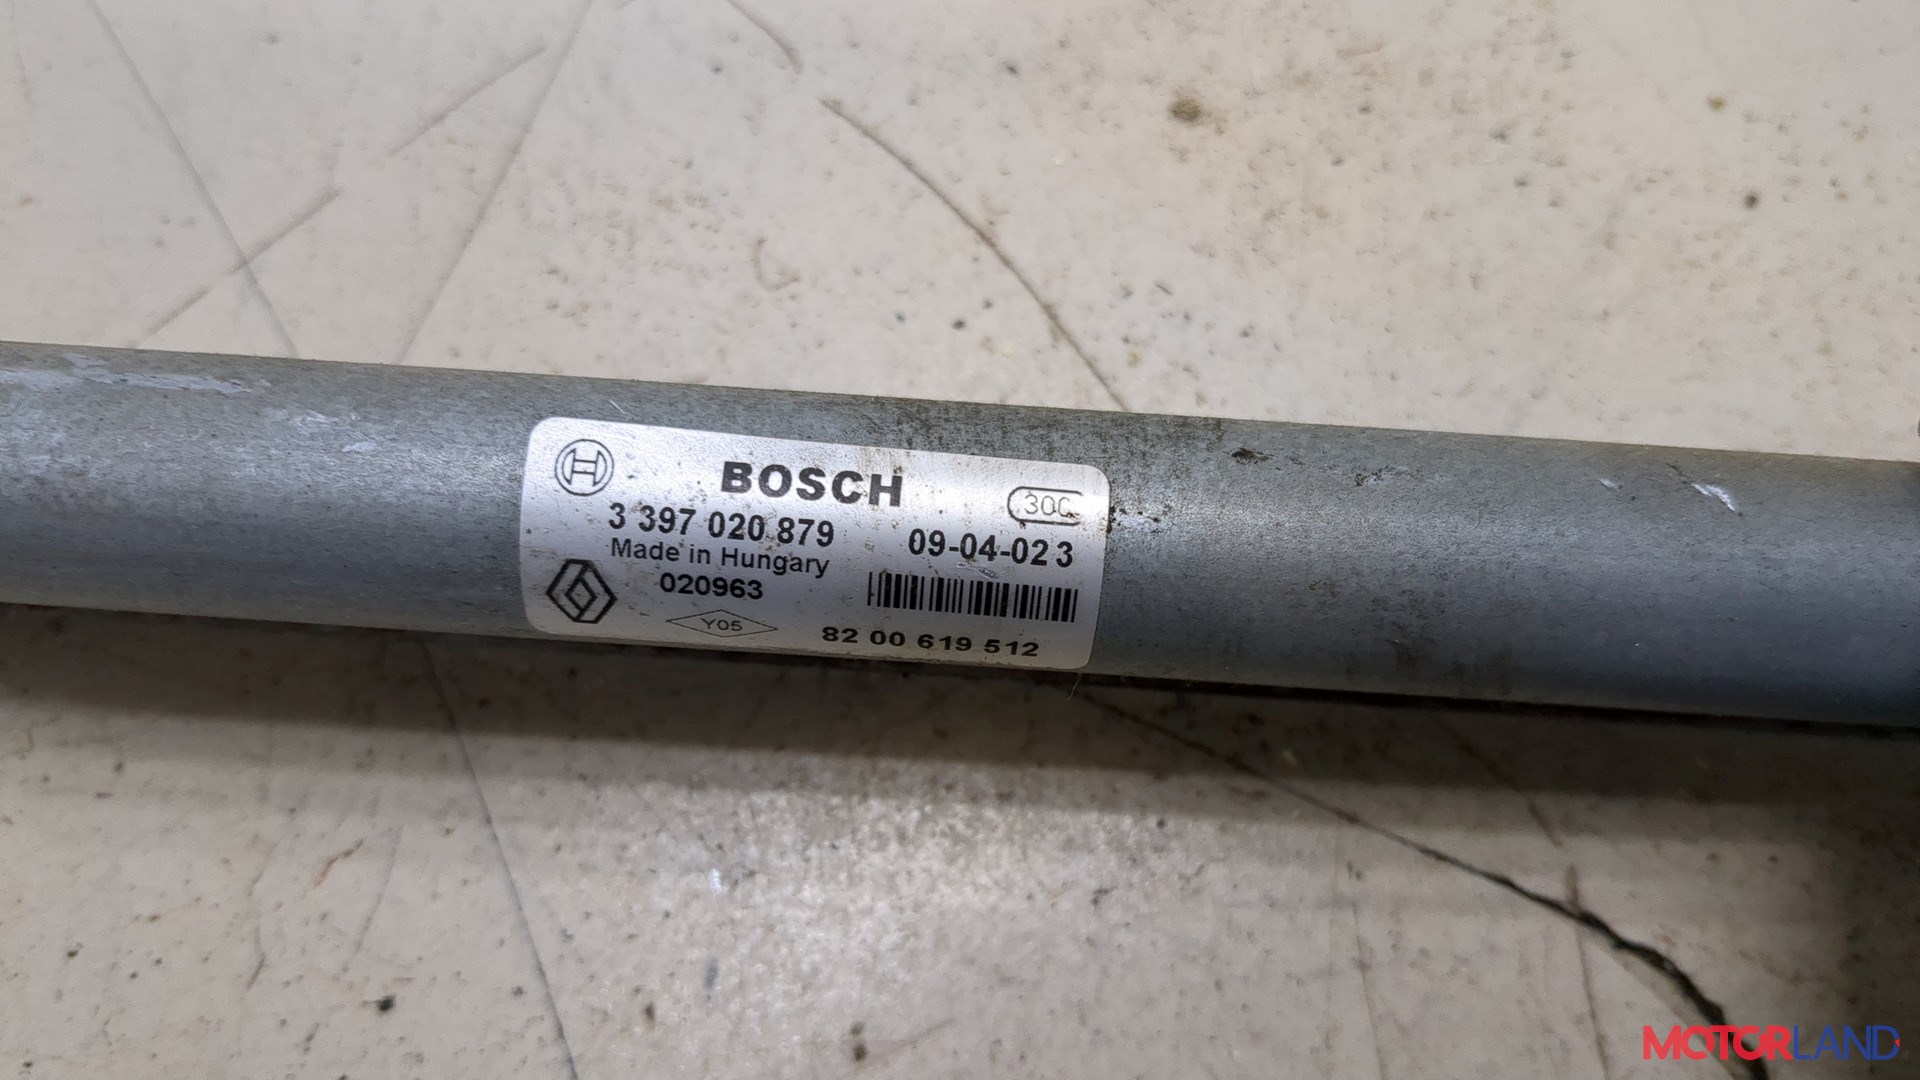 BOSCH
30C
3 397 020 879
09-04-02 3
Made in Hungary
020963
Y05
82 00 619 512
MOTORLAND